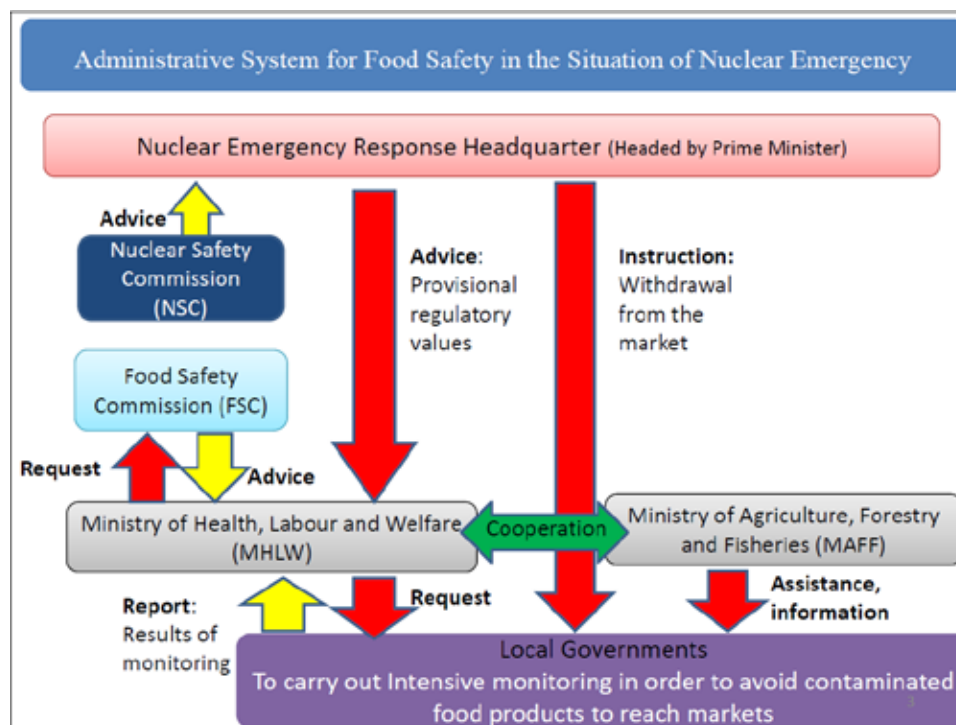 Administrative System for Food Safety in the Situation of Nuclear Emergency
Nuclear Emergency Response Headquarter (Headed by Prime Minister)
Advice
Nuclear Safety
Commission
(NSC)
Advice:
Provisional
regulatory
values
Instruction:
Withdrawal
from the
market
Food Safety
Commission (FSC)
Request
Advice
Ministry of Health, Labour and Welfare
(MHLW)
Cooperation
Ministry of Agriculture, Forestry
and Fisheries (MAFF)
Report:
Results of
monitoring
Request
Assistance,
information
Local Governments
To carry out Intensive monitoring in order to avoid contaminated
food products to reach markets
3